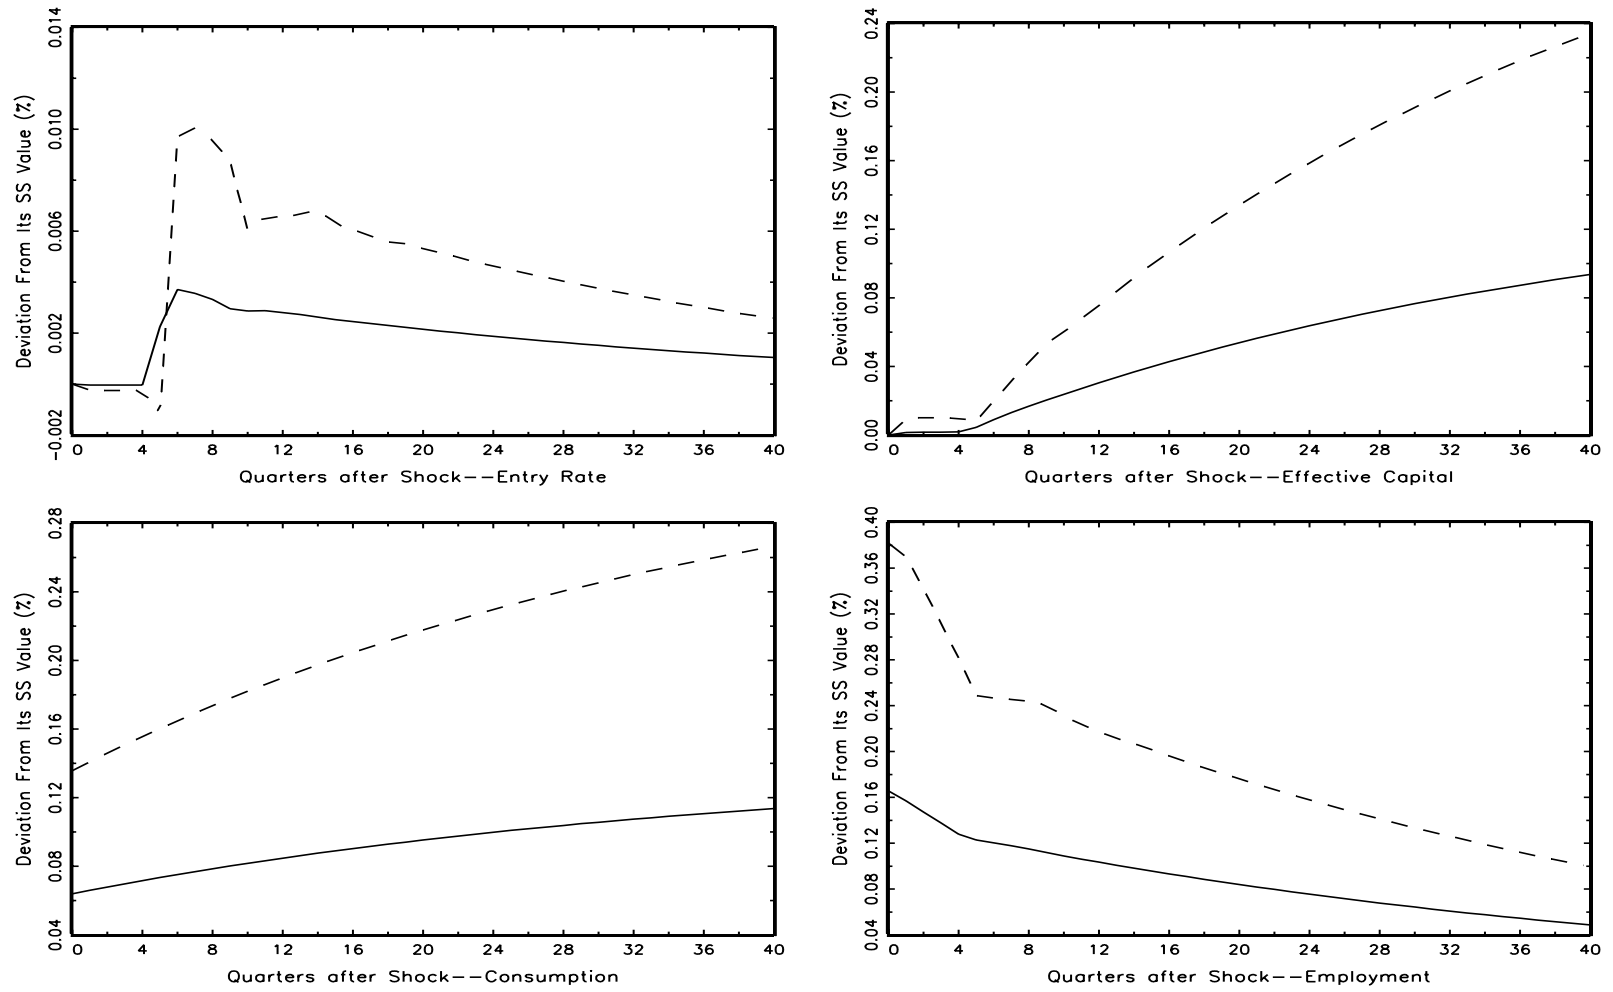 Deviation From Its SS Value (%)
0.014
0.010
0.006
0.002
-0.002
0 4 8 12 16 20 24 28 32 36 40
Quarters after Shock--Entry Rate
Deviation From Its SS Value (%)
0.24
0.20
0.16
0.12
0.08
0.04
0.00
0 4 8 12 16 20 24 28 32 36 40
Quarters after Shock--Effective Capital
Deviation From Its SS Value (%)
0.28
0.24
0.20
0.16
0.12
0.08
0.04
0 4 8 12 16 20 24 28 32 36 40
Quarters after Shock--Consumption
Deviation From Its SS Value (%)
0.40
0.36
0.32
0.28
0.24
0.20
0.16
0.12
0.08
0.04
0 4 8 12 16 20 24 28 32 36 40
Quarters after Shock--Employment